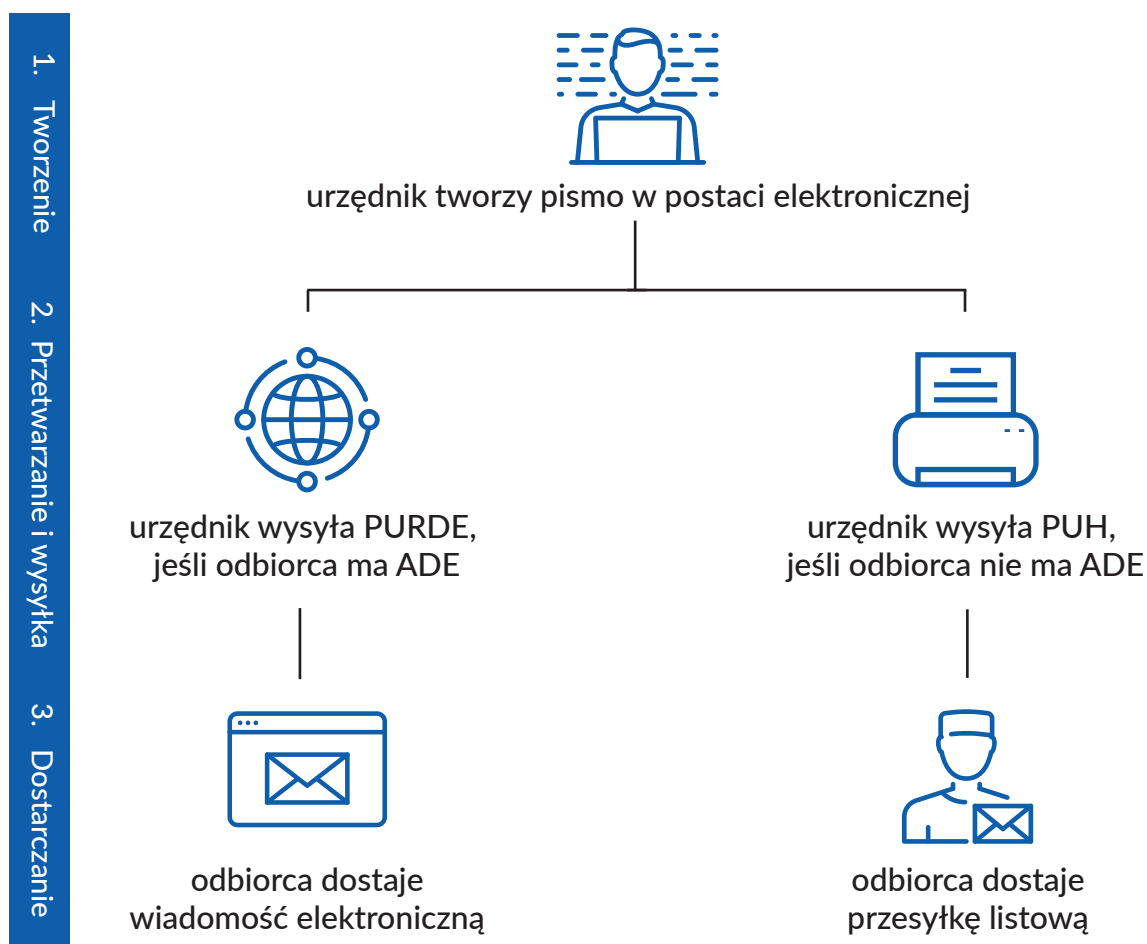 1. Tworzenie
urzędnik tworzy pismo w postaci elektronicznej
2. Przetwarzanie i wysyłka
urzędnik wysyła PURDE,
jeśli odbiorca ma ADE
urzędnik wysyła PUH,
jeśli odbiorca nie ma ADE
3. Dostarczanie
odbiorca dostaje
wiadomość elektroniczną
odbiorca dostaje
przesyłkę listową